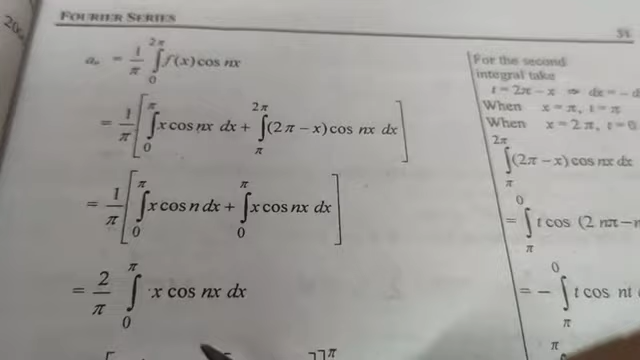 FOURIER SERIES
31
aₙ = 1/π ∫₀^{2π} f(x) cos nx
= 1/π [ ∫₀^π x cos nx dx + ∫_π^{2π} (2π − x) cos nx dx ]
= 1/π [ ∫₀^π x cos n dx + ∫₀^π x cos nx dx ]
= 2/π ∫₀^π x cos nx dx
For the second
integral take
t = 2π − x ⇒ dx = −
When x = π, t = π
When x = 2π, t = 0
∫_π^{2π} (2π − x) cos nx dx
= ∫_π^0 t cos (2 nπ −
= − ∫_π^0 t cos nt
π
π